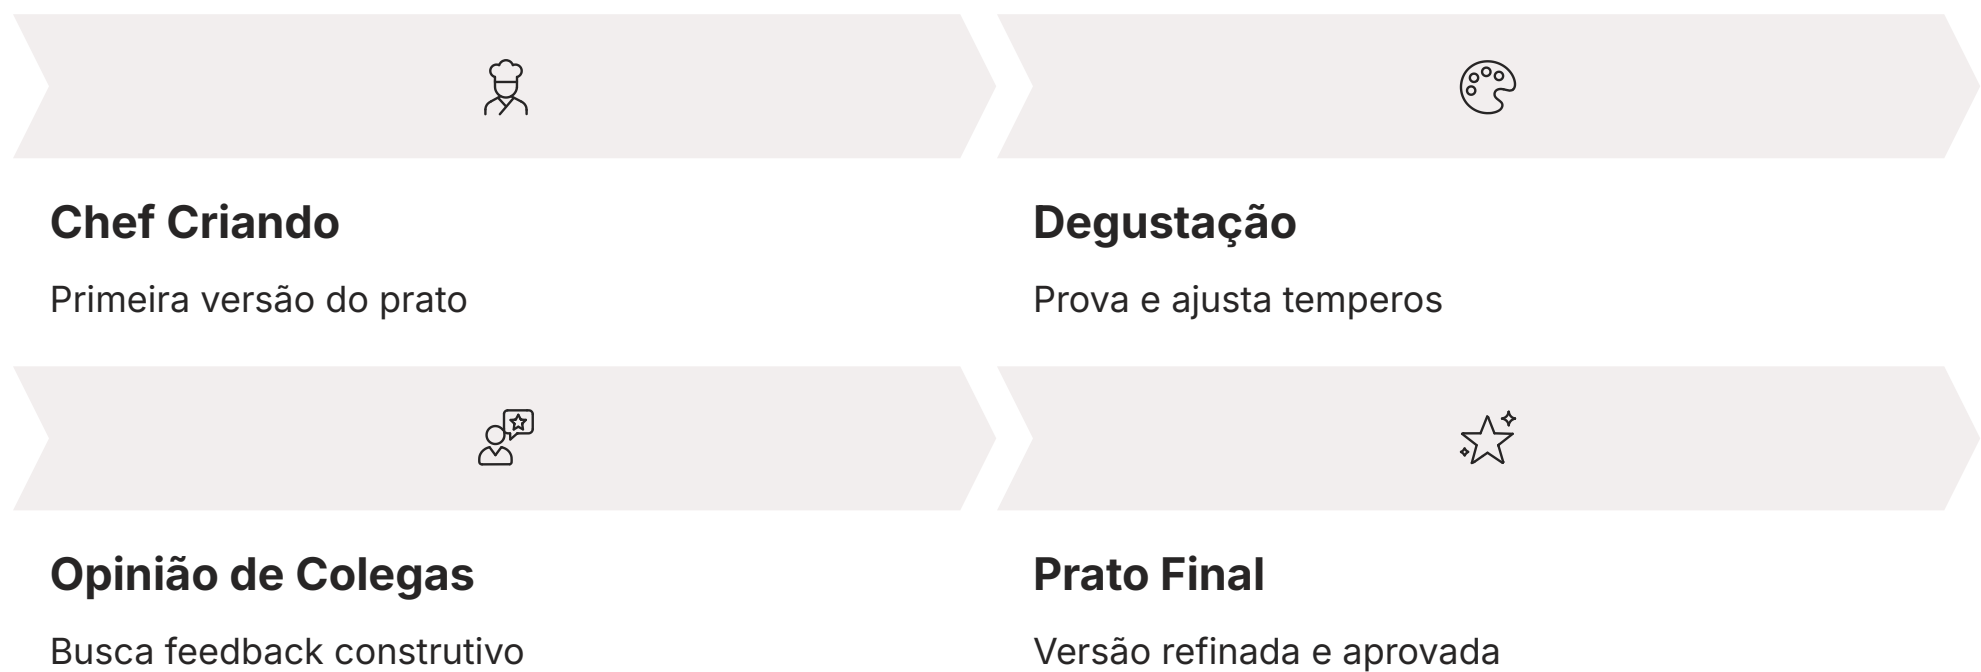 Chef Criando
Primeira versão do prato
Degustação
Prova e ajusta temperos
Opinião de Colegas
Busca feedback construtivo
Prato Final
Versão refinada e aprovada